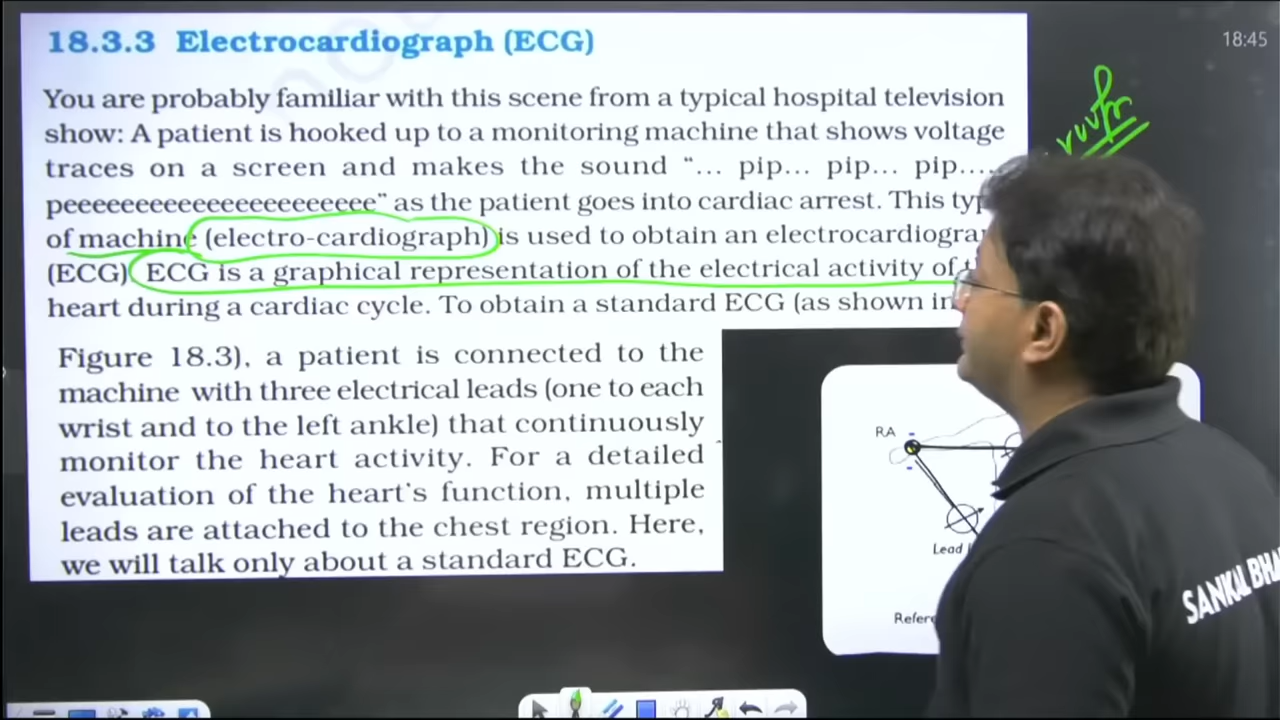 18.3.3 Electrocardiograph (ECG)
18:45
You are probably familiar with this scene from a typical hospital television
show: A patient is hooked up to a monitoring machine that shows voltage
traces on a screen and makes the sound “... pip... pip... pip.....
peeeeeeeeeeeeeeeeeeeeeee” as the patient goes into cardiac arrest. This
of machine (electro-cardiograph) is used to obtain an
(ECG) ECG is a graphical representation of the electrical activity of
heart during a cardiac cycle. To obtain a standard ECG (as shown in
Figure 18.3), a patient is connected to the
machine with three electrical leads (one to each
wrist and to the left ankle) that continuously
monitor the heart activity. For a detailed
evaluation of the heart's function, multiple
leads are attached to the chest region. Here,
we will talk only about a standard ECG.
RA
Lead
SANKALP